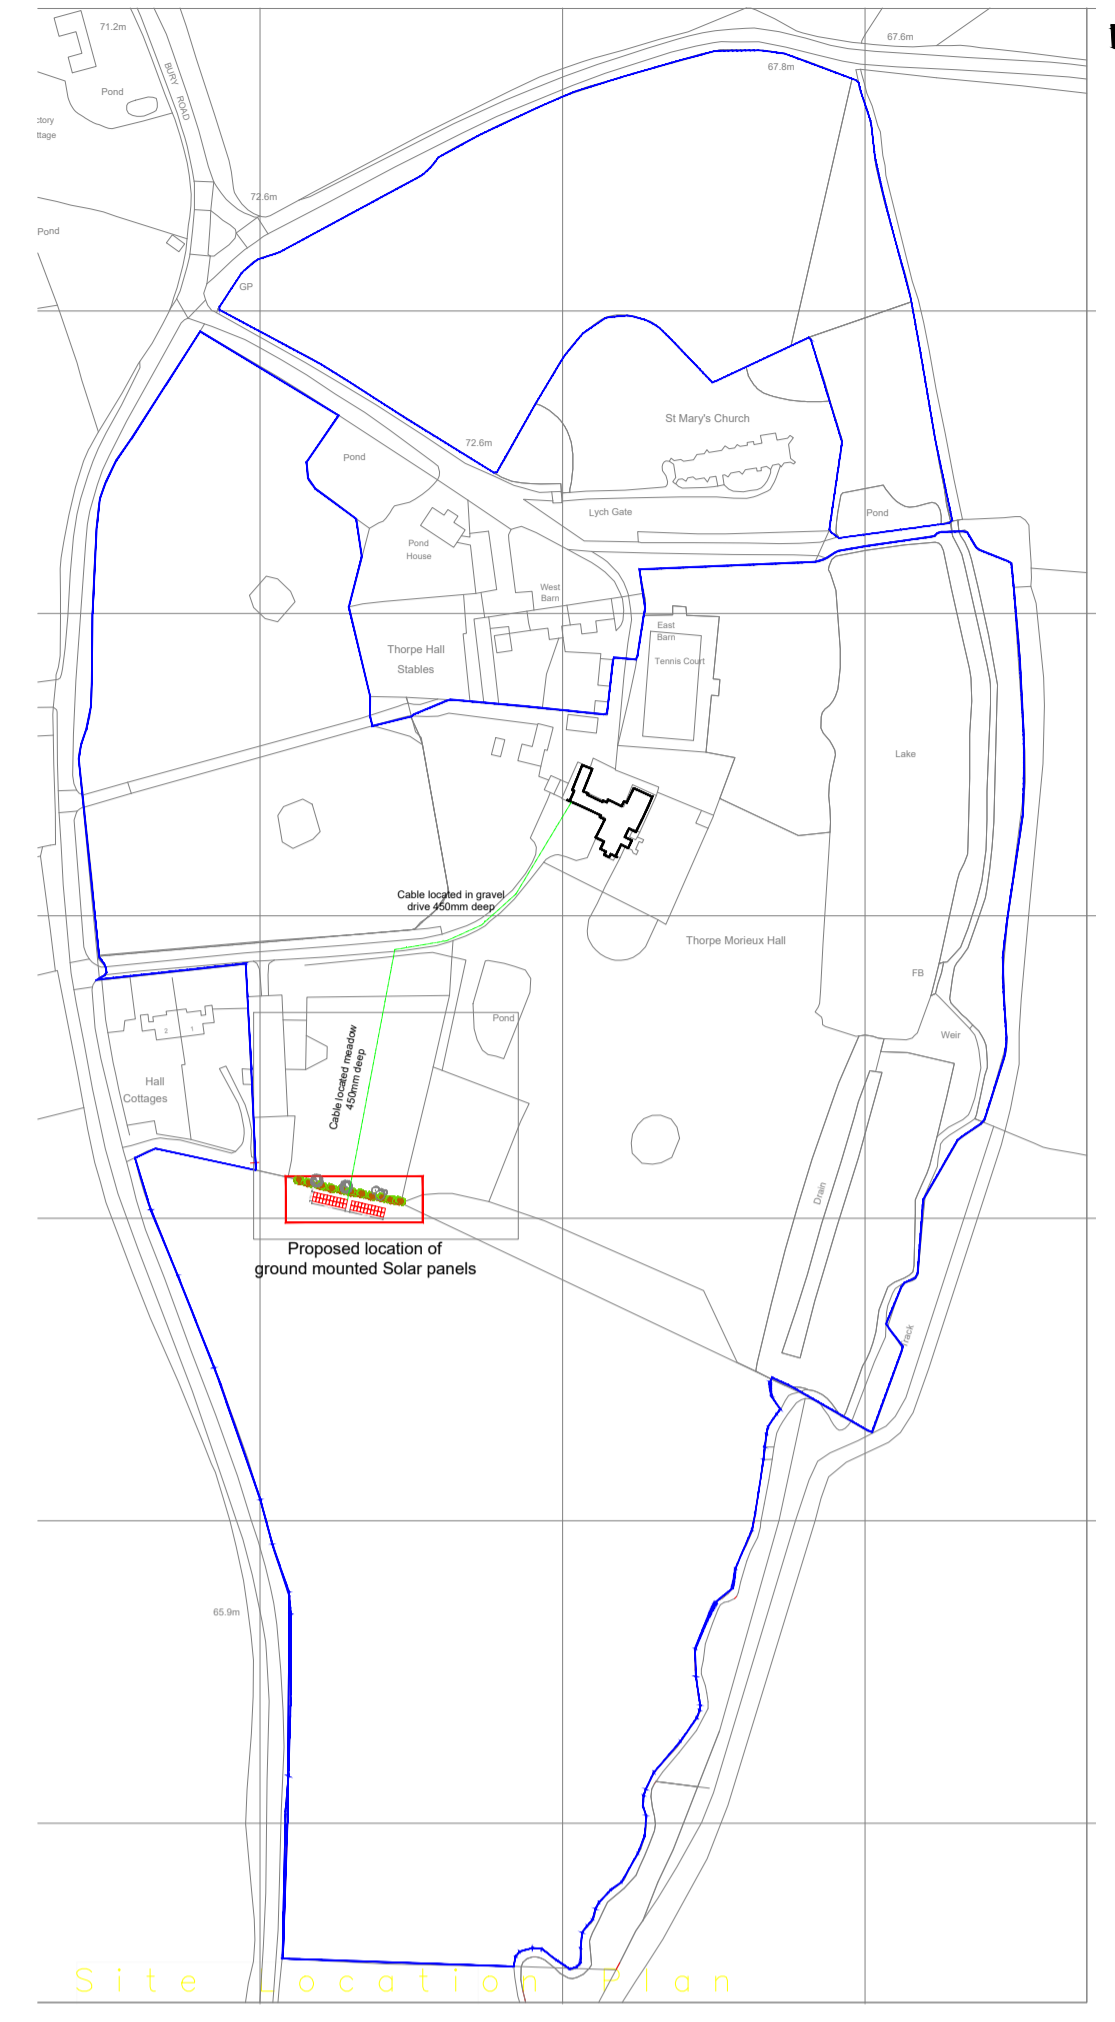 71.2m
67.6m
BURY ROAD
67.8m
Pond
ctory
ttage
72.6m
Pond
GP
St Mary's Church
72.6m
Pond
Lych Gate
Pond
Pond
House
West
Barn
East
Barn
Tennis Court
Thorpe Hall
Stables
Lake
Cable located in gravel
drive 450mm deep
Thorpe Morieux Hall
FB
Pond
Weir
2
1
Cable located meadow
450mm deep
Hall
Cottages
Drain
Proposed location of
ground mounted Solar panels
Track
65.9m
Site Location Plan